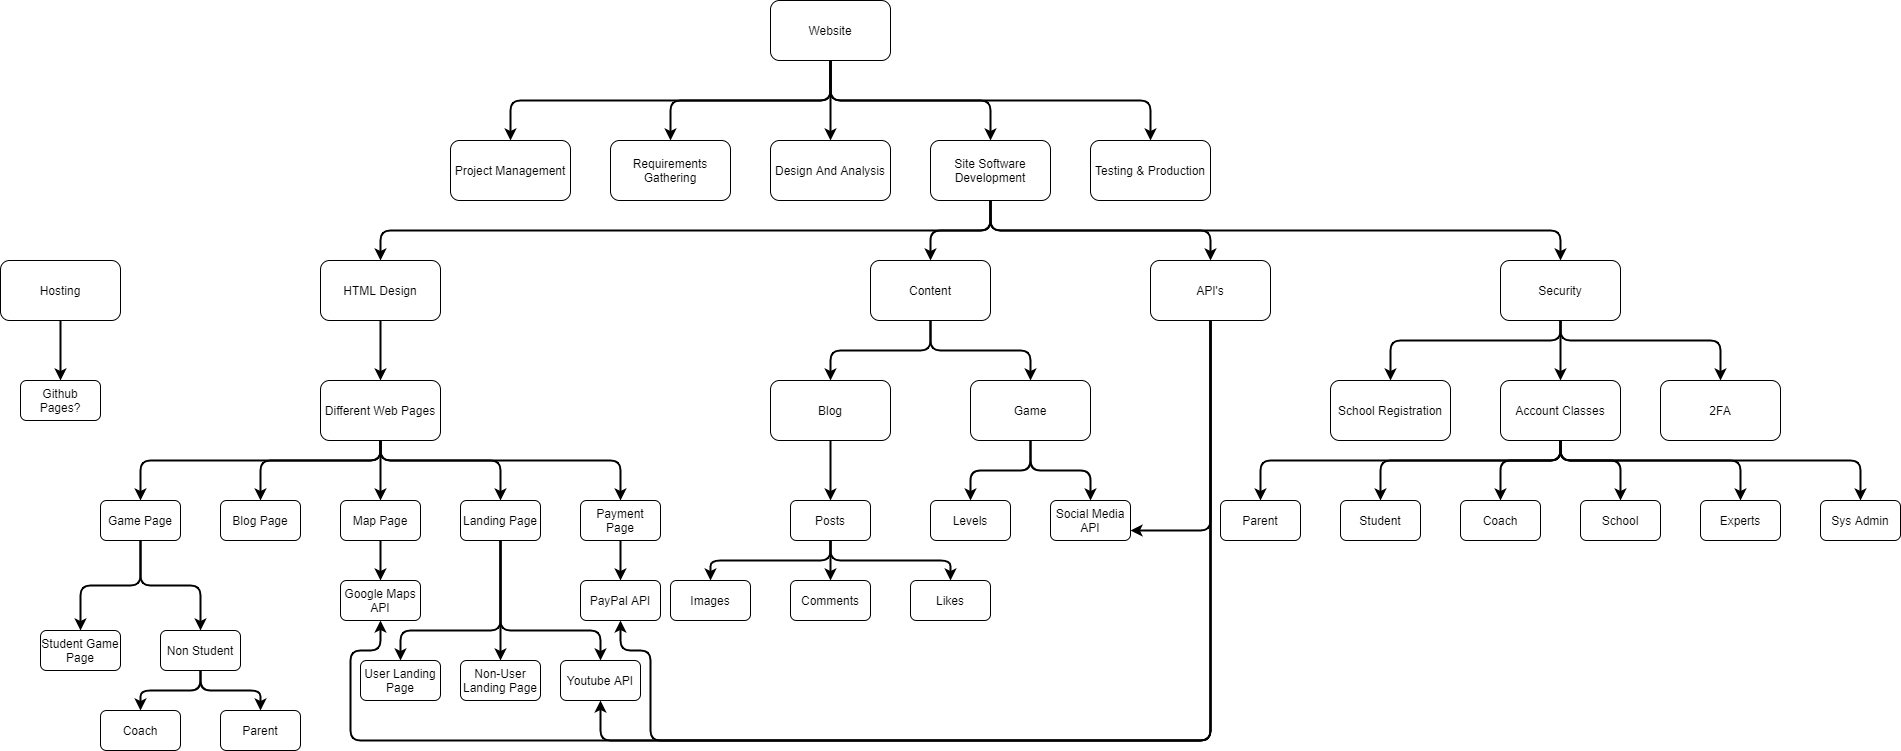 Website
Project Management
Requirements
Gathering
Design And Analysis
Site Software
Development
Testing & Production
Hosting
HTML Design
Content
API's
Security
Github
Pages?
Different Web Pages
Blog
Game
School Registration
Account Classes
2FA
Game Page
Blog Page
Map Page
Landing Page
Payment
Page
Posts
Levels
Social Media
API
Parent
Student
Coach
School
Experts
Sys Admin
Google Maps
API
PayPal API
Images
Comments
Likes
Student Game
Page
Non Student
User Landing
Page
Non-User
Landing Page
Youtube API
Coach
Parent